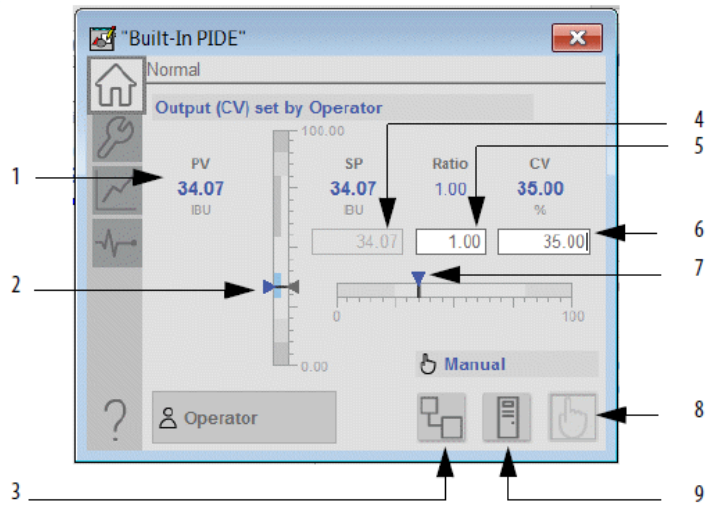 "Built-In PIDE"
Normal
Output (CV) set by Operator
100.00
4
5
PV
SP
Ratio
CV
1
34.07
34.07
1.00
35.00
IBU
IBU
%
34.07
1.00
35.00
6
7
2
0
100
0.00
Manual
?
Operator
8
3
9